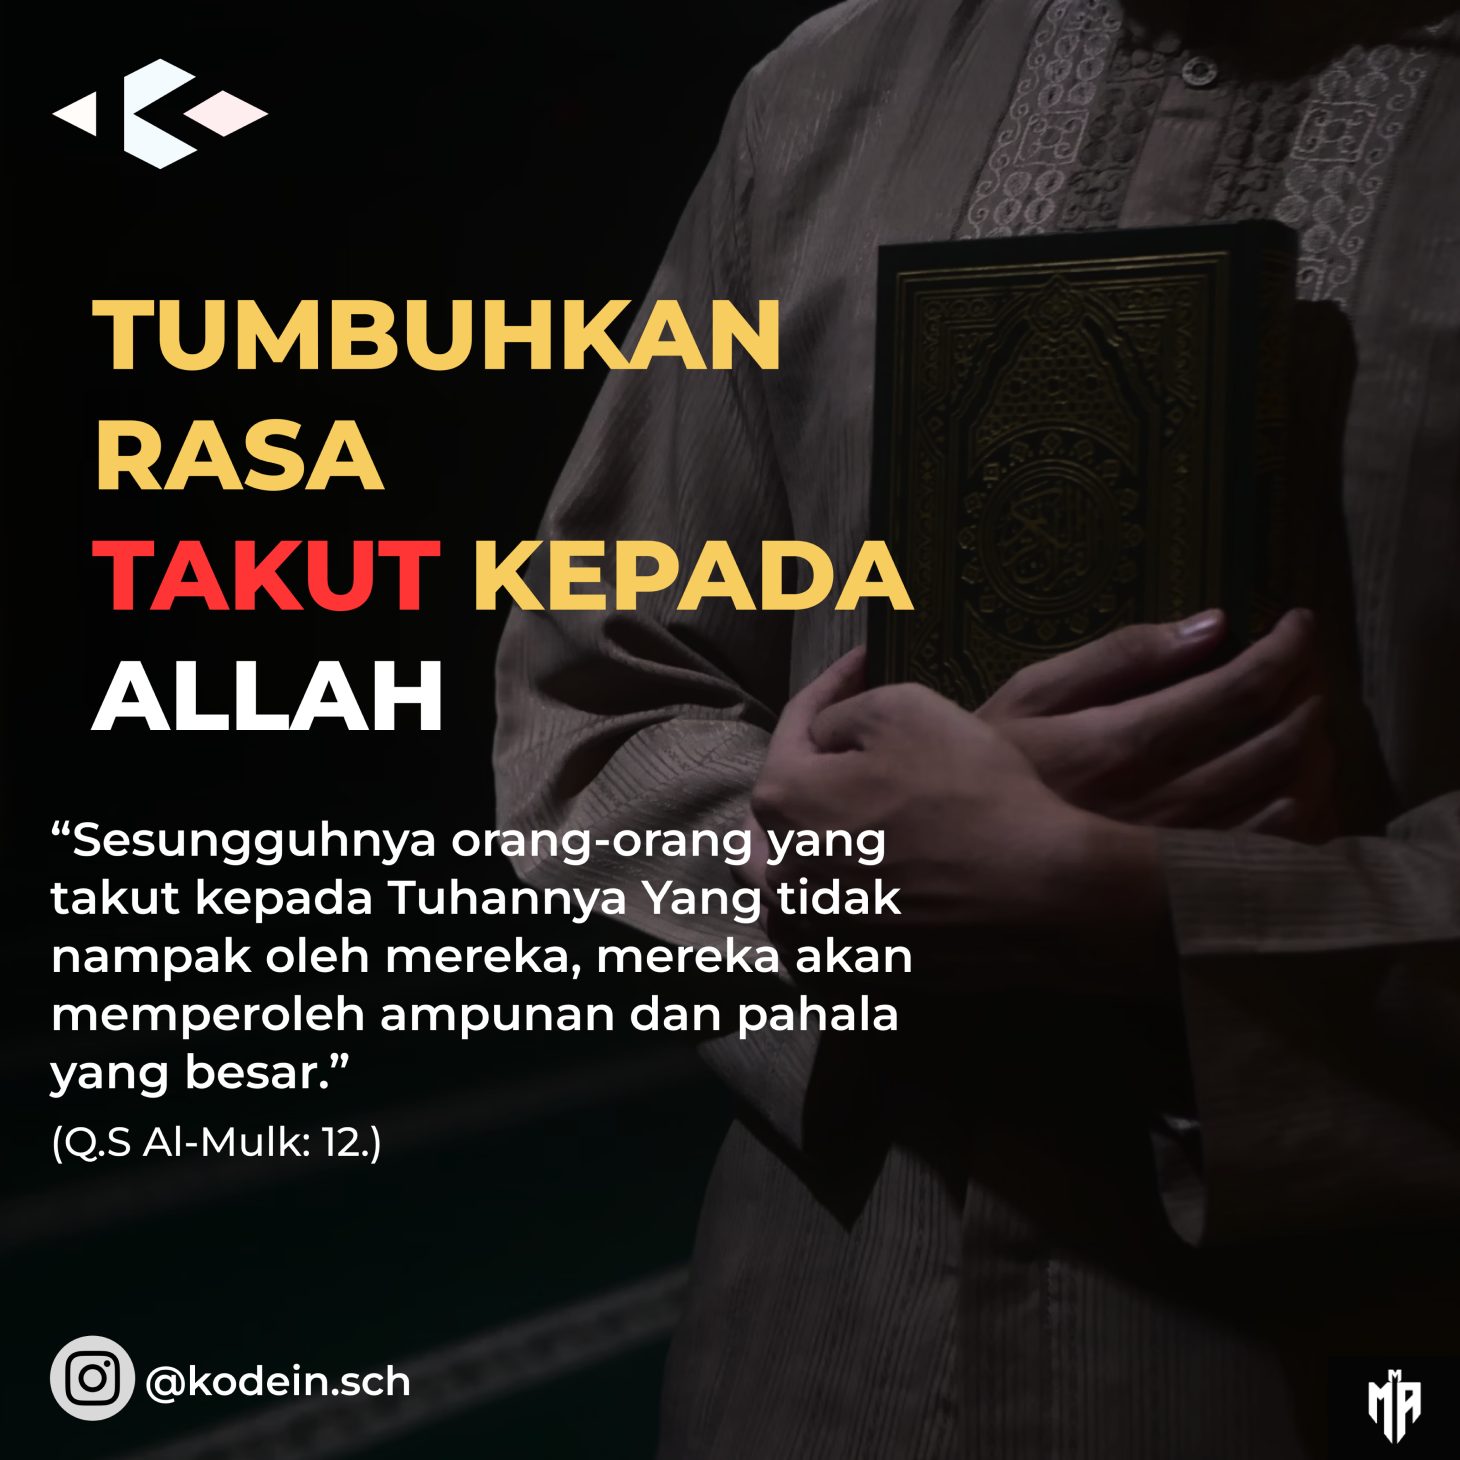 TUMBUHKAN
RASA
TAKUT KEPADA
ALLAH
“Sesungguhnya orang-orang yang
takut kepada Tuhannya Yang tidak
nampak oleh mereka, mereka akan
memperoleh ampunan dan pahala
yang besar.”
(Q.S Al-Mulk: 12.)
@kodein.sch